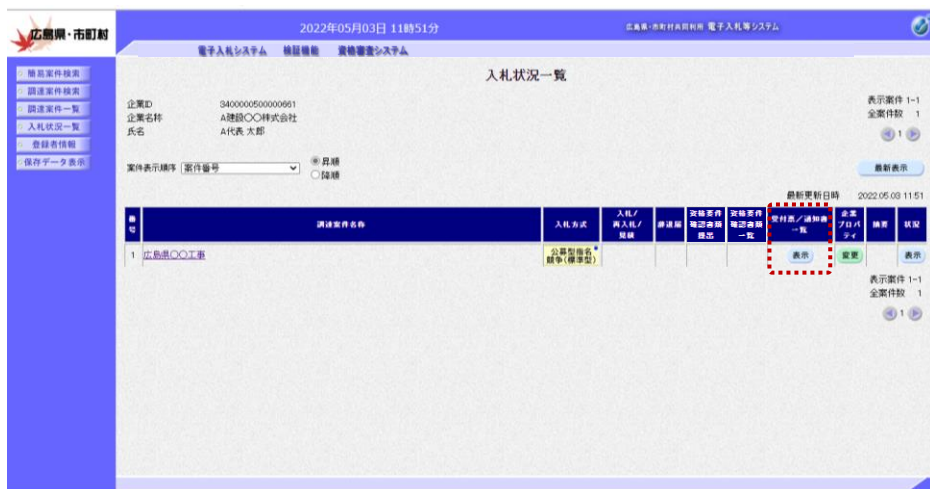 広島県・市町村
2022年05月03日 11時51分
広島県・市町村共同利用 電子入札等システム
電子入札システム 検証機能 資格審査システム
簡易案件検索
調達案件検索
調達案件一覧
入札状況一覧
登録者情報
保存データ表示
入札状況一覧
企業ID 3400000500000661
企業名称 A建設〇〇株式会社
氏名 A代表 太郎
表示案件 1-1
全案件数 1
1
案件表示順序 案件番号
昇順
降順
最新表示
最新更新日時 2022.05.03 11:51
番号 調達案件名称 入札方式 入札/再入札/見積 辞退届 資格要件確認書類提出 資格要件確認書類一覧 受付票/通知書一覧 企業プロパティ 摘要 状況
1 広島県〇〇工事 公募型指名競争(標準型) 表示 変更 表示
表示案件 1-1
全案件数 1
1